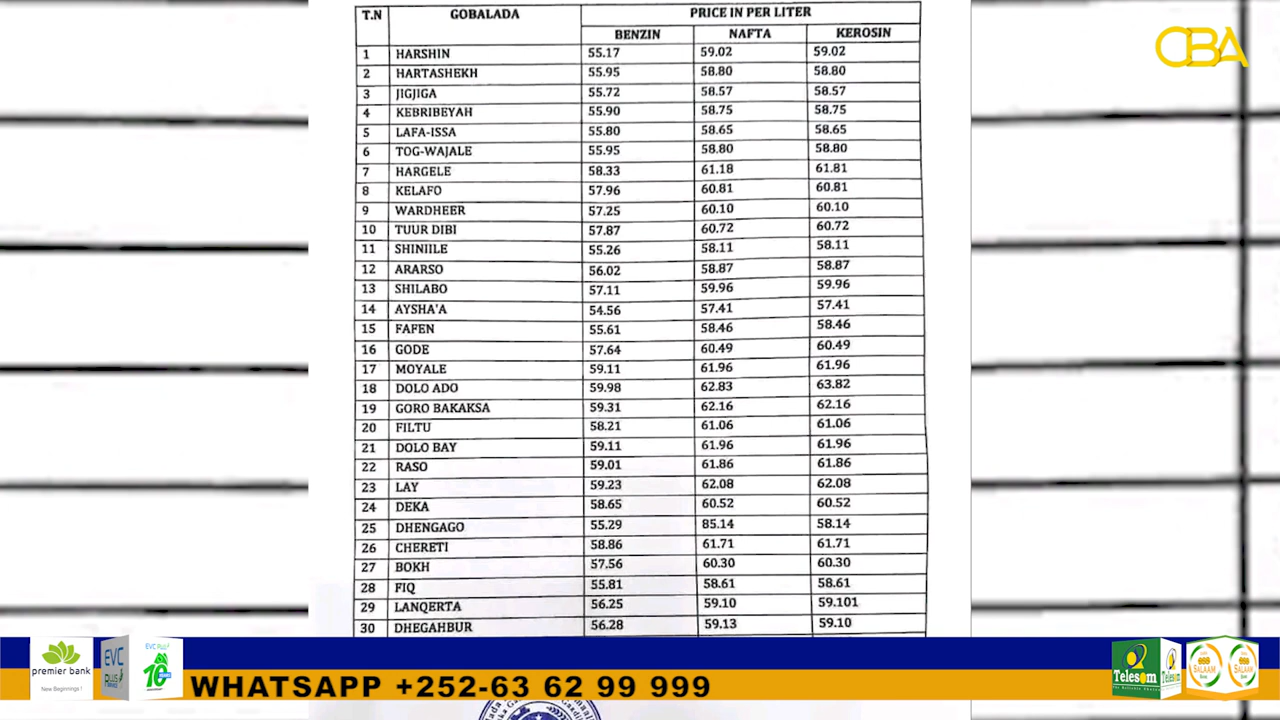 T.N GOBALADA PRICE IN PER LITER
BENZIN NAFTA KEROSIN
1 HARSHIN 55.17 59.02 59.02
2 HARTASHEKH 55.95 58.80 58.80
3 JIGJIGA 55.72 58.57 58.57
4 KEBRIBEYAH 55.90 58.75 58.75
5 LAFA-ISSA 55.80 58.65 58.65
6 TOG-WAJALE 55.95 58.80 58.80
7 HARGELE 58.33 61.18 61.81
8 KELAFO 57.96 60.81 60.81
9 WARDHEER 57.25 60.10 60.10
10 TUUR DIBI 57.87 60.72 60.72
11 SHINIILE 55.26 58.11 58.11
12 ARARSO 56.02 58.87 58.87
13 SHILABO 57.11 59.96 59.96
14 AYSHA'A 54.56 57.41 57.41
15 FAFEN 55.61 58.46 58.46
16 GODE 57.64 60.49 60.49
17 MOYALE 59.11 61.96 61.96
18 DOLO ADO 59.98 62.83 63.82
19 GORO BAKAKSA 59.31 62.16 62.16
20 FILTU 58.21 61.06 61.06
21 DOLO BAY 59.11 61.96 61.96
22 RASO 59.01 61.86 61.86
23 LAY 59.23 62.08 62.08
24 DEKA 58.65 60.52 60.52
25 DHENGAGO 55.29 85.14 58.14
26 CHERETI 58.86 61.71 61.71
27 BOKH 57.56 60.30 60.30
28 FIQ 55.81 58.61 58.61
29 LANQERTA 56.25 59.10 59.101
30 DHEGAHBUR 56.28 59.13 59.10
CBA
premier bank
New Beginnings !
EVC
PLUS
EVC PLUS
10
YEARS
WHATSAPP +252-63 62 99 999
Telesom
Telesom
SALAAM
SALAAM